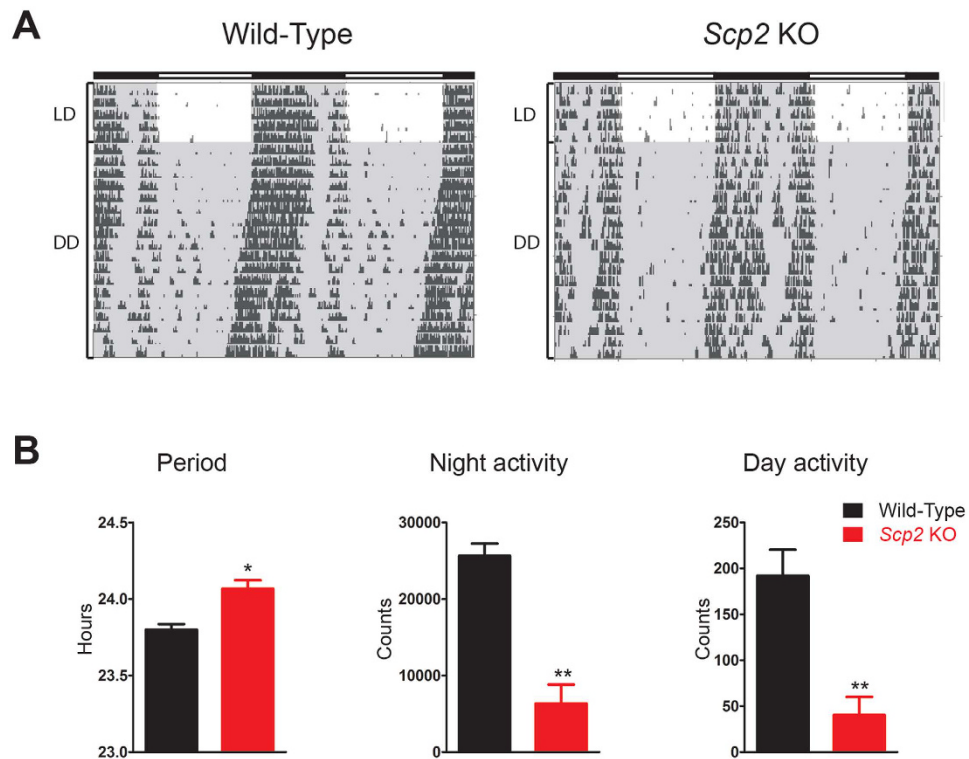 A
Wild-Type
Scp2 KO
LD
DD
LD
DD
B
Period
Night activity
Day activity
Wild-Type
Scp2 KO
Hours
24.5
24.0
23.5
23.0
*
Counts
30000
20000
10000
0
**
Counts
250
200
150
100
50
0
**